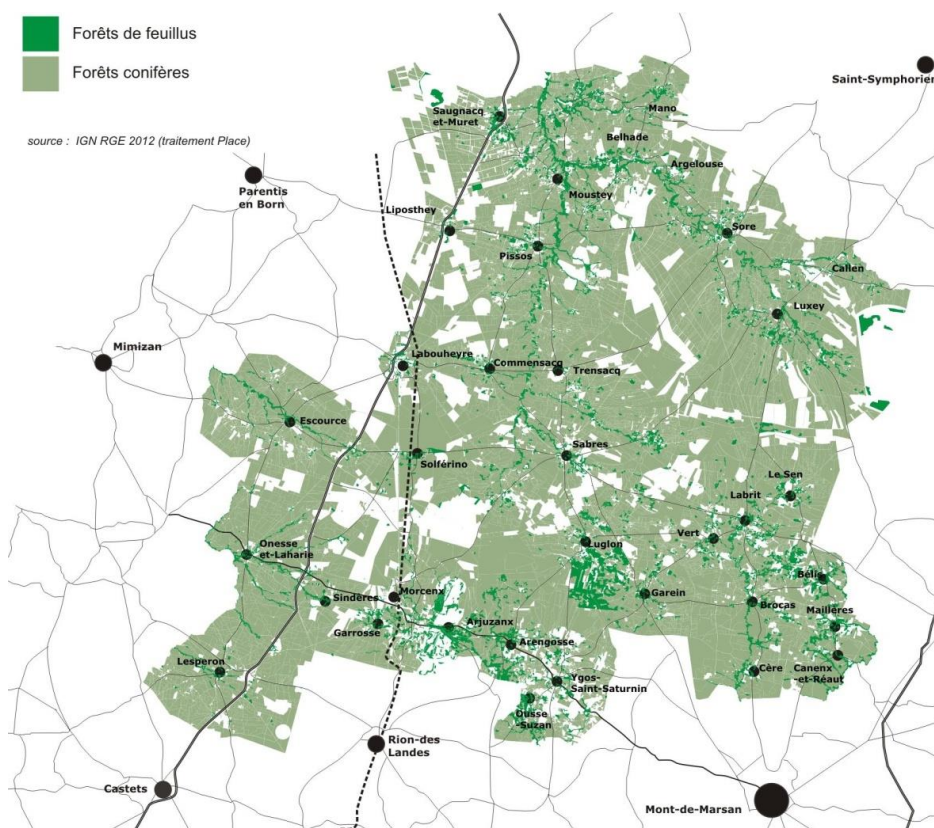 Forêts de feuillus
Forêts conifères
source : IGN RGE 2012 (traitement Place)
Saint-Symphorien
Saugnacq
et-Muret
Mano
Belhade
Argelouse
Parentis
en Born
Moustey
Liposthey
Sore
Pissos
Callen
Luxey
Mimizan
Labouheyre
Commensacq
Trensacq
Escource
Sabres
Solférino
Le Sen
Labrit
Onesse
et-Laharie
Luglon
Vert
Bélis
Morcenx
Sindères
Garein
Brocas
Maillères
Garrosse
Arjuzanx
Arengosse
Lesperon
Cère
Canenx
-et-Réaut
Ygos-
Saint-Saturnin
Ousse
-Suzan
Rion-des
Landes
Castets
Mont-de-Marsan